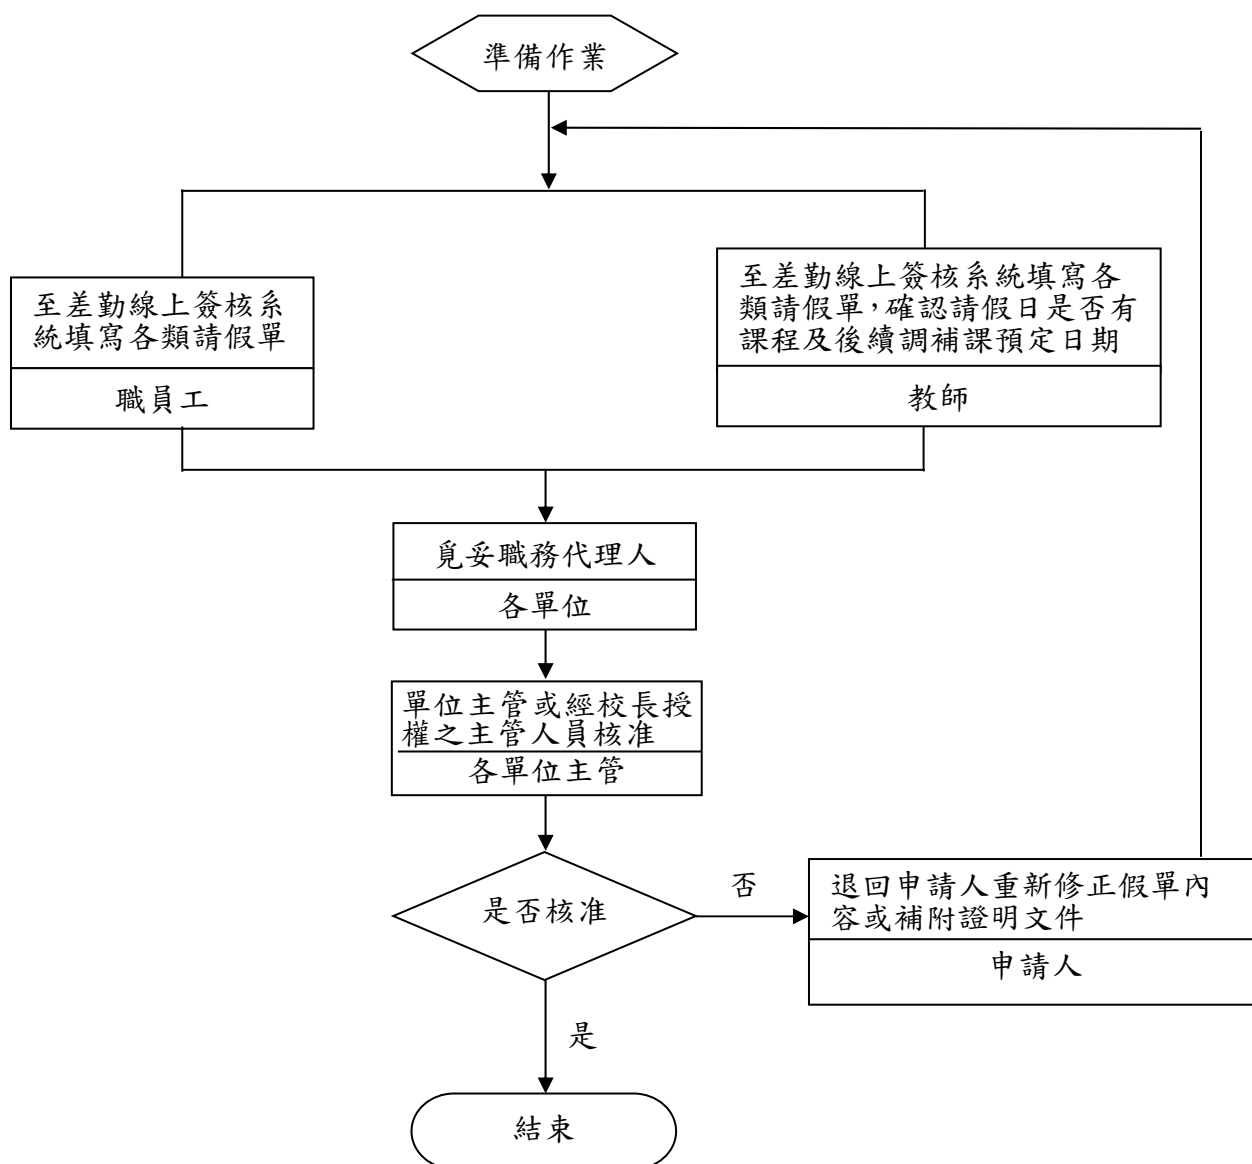 準備作業
至差勤線上簽核系
統填寫各類請假單
職員工
至差勤線上簽核系統填寫各
類請假單，確認請假日是否有
課程及後續調補課預定日期
教師
覓妥職務代理人
各單位
單位主管或經校長授
權之主管人員核准
各單位主管
是否核准
否
退回申請人重新修正假單內
容或補附證明文件
申請人
是
結束